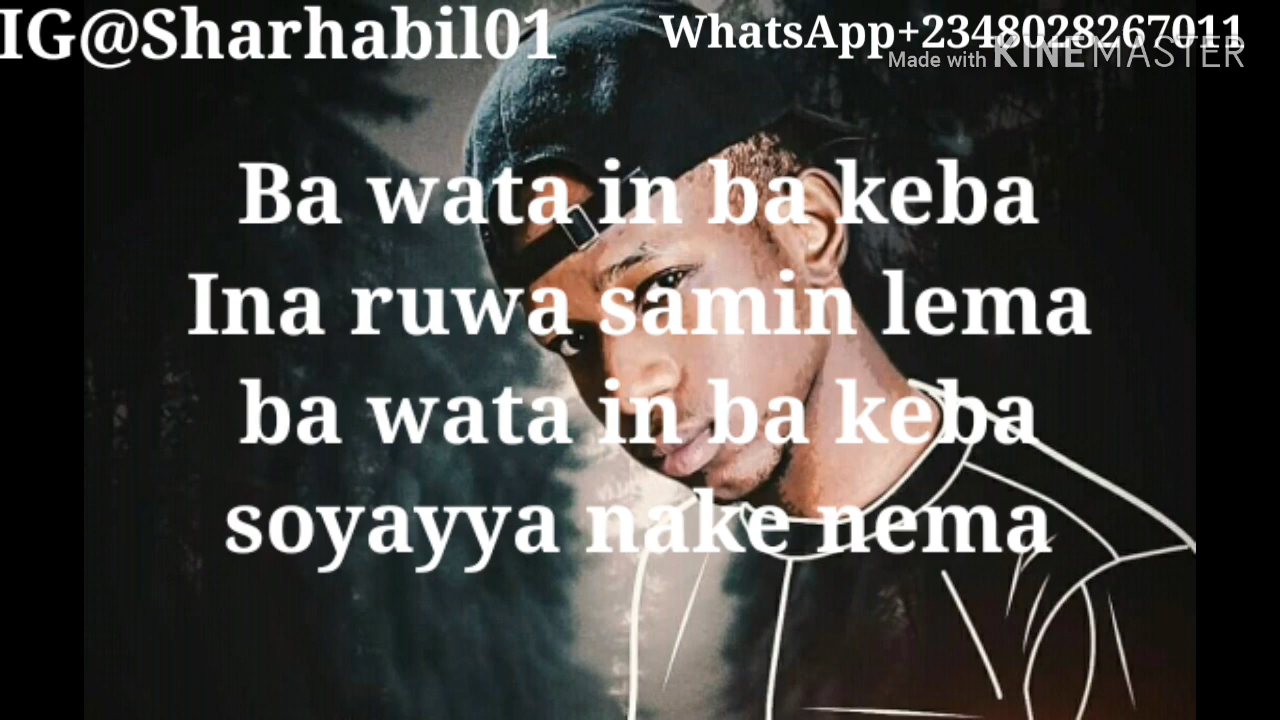 IG@Sharhabil01
WhatsApp+2348028267011
Made with KINEMASTER
Ba wata in ba keba
Ina ruwa samin lema
ba wata in ba keba
soyayya nake nema